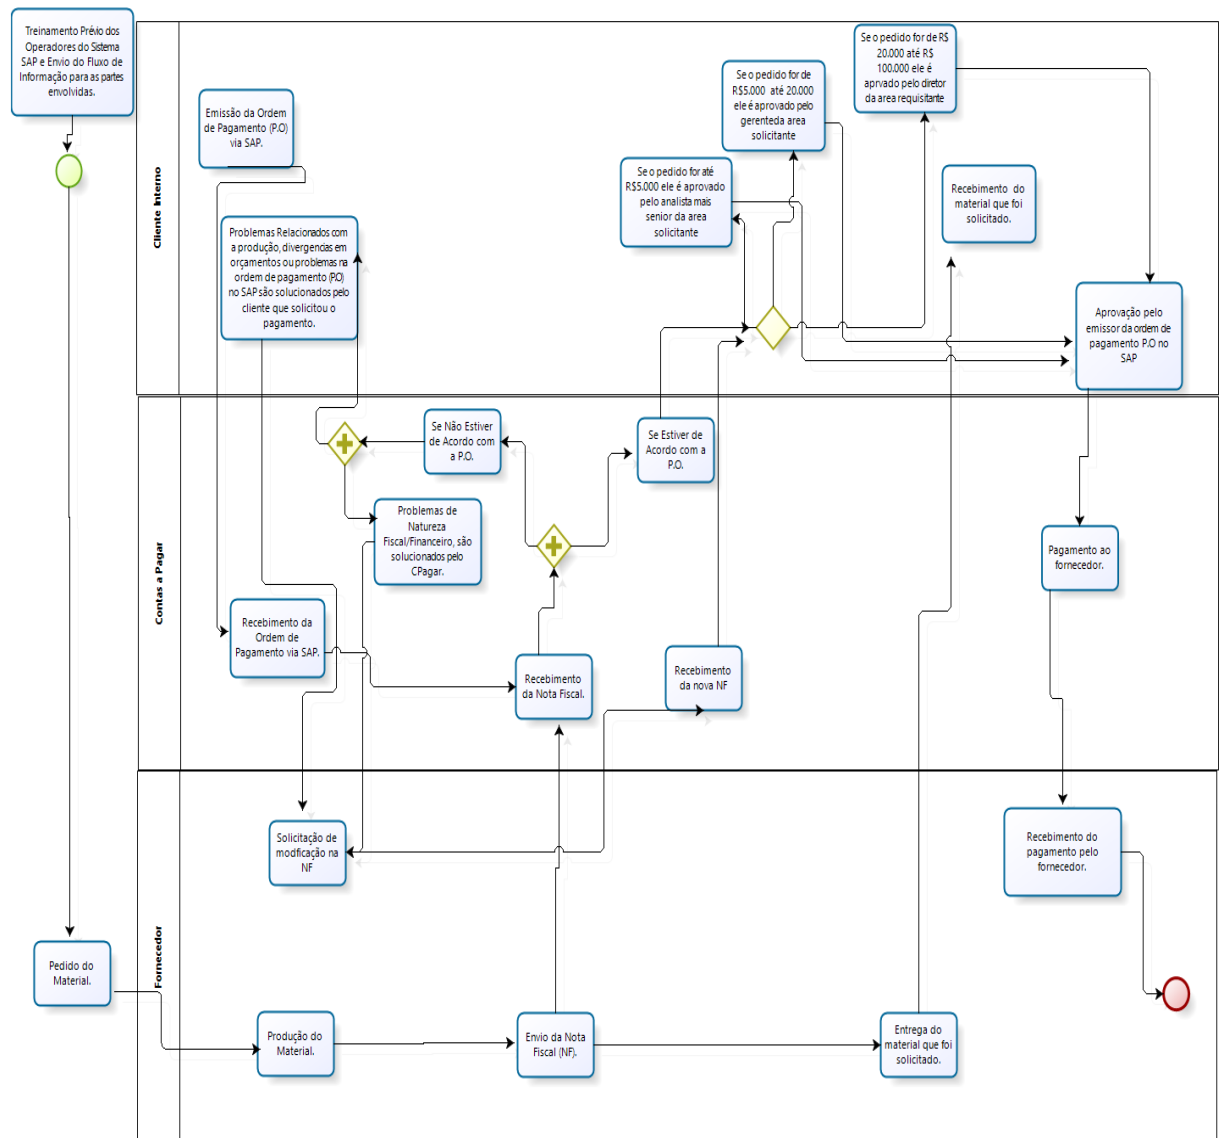 Treinamento Prévio dos
Operadores do Sistema
SAP e Envio do Fluxo de
Informação para as partes
envolvidas.
Cliente Interno
Emissão da Ordem
de Pagamento (P.O)
via SAP.
Problemas Relacionados com
a produção, divergencias em
orçamentos ou problemas na
ordem de pagamento (P.O)
no SAP são solucionados pelo
cliente que solicitou o
pagamento.
Se o pedido for até
R$5.000 ele é aprovado
pelo analista mais
senior da area
solicitante
Se o pedido for de
R$5.000 até 20.000
ele é aprovado pelo
gerenteda area
solicitante
Se o pedido for de R$
20.000 até R$
100.000 ele é
aprvado pelo diretor
da area requisitante
Recebimento do
material que foi
solicitado.
Aprovação pelo
emissor da ordem de
pagamento P.O no
SAP
Contas a Pagar
Se Não Estiver
de Acordo com
a P.O.
Se Estiver de
Acordo com a
P.O.
Problemas de
Natureza
Fiscal/Financeiro, são
solucionados pelo
CPagar.
Pagamento ao
fornecedor.
Recebimento da
Ordem de
Pagamento via SAP.
Recebimento
da Nota Fiscal.
Recebimento
da nova NF
Fornecedor
Solicitação de
modficação na
NF
Recebimento do
pagamento pelo
fornecedor.
Pedido do
Material.
Produção do
Material.
Envio da Nota
Fiscal (NF).
Entrega do
material que foi
solicitado.